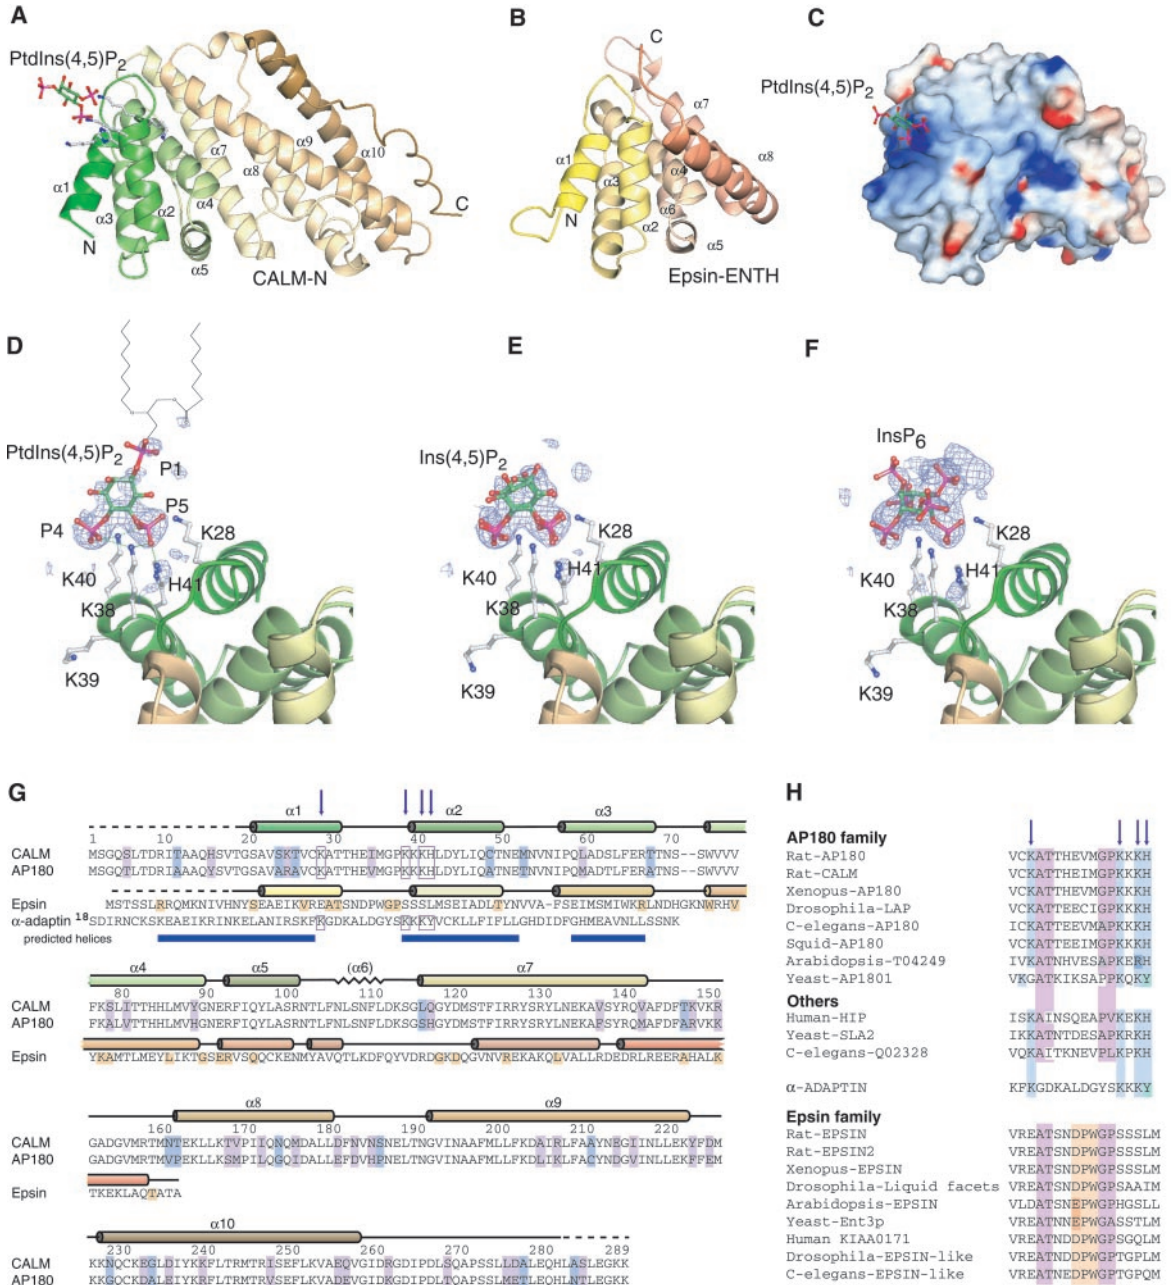 A
PtdIns(4,5)P2
α1
α3
α2
α4
α5
α7
α8
α9
α10
N
C
CALM-N
B
C
α1
α3
N
α2
α4
α6
α5
α7
α8
Epsin-ENTH
C
PtdIns(4,5)P2
D
PtdIns(4,5)P2
P1
P5
P4
K28
K40
H41
K38
K39
E
Ins(4,5)P2
K28
K40
H41
K38
K39
F
InsP6
K28
K40
H41
K38
K39
G
α1 α2 α3
1 10 20 30 40 50 60 70
CALM MSGQSLTDRITAAQHSVTGSAVSKTVCKATTHEIMGPKKKHLDYLIQCTNEMNVNIPQLADSLFERTTNS--SWVVV
AP180 MSGQTLTDRIAAAQYSVTGSAVARAVCKATTHEVMGPKKKHLDYLIQATNETNVNIPQMADTLFERATNS--SWVVV
Epsin MSTSSLRRQMKNIVHNYSEAEIKVREATSNDPWGPSSSLMSEIADLTYNVVA-FSEIMSMIWKRLNDHGKNWRHV
α-adaptin 18 SDIRNCKSKEAEIKRINKELANIRSKFKGDKALDGYSKKKYVCKLLFIFLLGHDIDFGHMEAVNLLSSNK
predicted helices
α4 α5 (α6) α7
80 90 100 110 120 130 140 150
CALM FKSLITTHHLMVYGNERFIQYLASRNTLFNLSNFLDKSGLQGYDMSTFIRRYSRYLNEKAVSYRQVAFDFTKVKR
AP180 FKALVTTHHLMVHGNERFIQYLASRNTLFNLSNFLDKSGSHGYDMSTFIRRYSRYLNEKAFSYRQMAFDFARVKK
Epsin YKAMTLMEYLIKTGSERVSQQCKENMYAVQTLKDFQYVDRDGKDQGVNVREKAKQLVALLRDEDRLREERAHALK
α8 α9
160 170 180 190 200 210 220
CALM GADGVMRTMNTEKLLKTVPIIQNQMDALLDFNVNSNELTNGVINAAFMLLFKDAIRLFAAYNEGIINLLEKYFDM
AP180 GADGVMRTMVPEKLLKSMPILQGQIDALLEFDVHPNELTNGVINAAFMLLFKDLIKLFACYNDGVINLLEKFFEM
Epsin TKEKLAQTATA
α10
230 240 250 260 270 280 289
CALM KKNQCKEGLDIYKKFLTRMTRISEFLKVAEQVGIDRGDIPDLSQAPSSLLDALEQHLASLEGKK
AP180 KKGQCKDALEIYKRFLTRMTRVSEFLKVADEVGIDKGDIPDLTQAPSSLMETLEQHLNTLEGKK
H
AP180 family
Rat-AP180 VCKATTHEVMGPKKKH
Rat-CALM VCKATTHEIMGPKKKH
Xenopus-AP180 VCKATTHEVMGPKKKH
Drosophila-LAP VCKATTEECIGPKKKH
C-elegans-AP180 ICKATTEEVMAPKKKH
Squid-AP180 VCKATTEEMLGPKKKH
Arabidopsis-T04249 IVKATNHVESAPKERH
Yeast-AP1801 VKGATKIKSAPPKQKY
Others
Human-HIP ISKAINSQEAPVKEKH
Yeast-SLA2 IKKATNTDETAPKRKH
C-elegans-Q02328 VQKAITKNEVPLKPKH
α-ADAPTIN KFKGDKALDGYSKKKY
Epsin family
Rat-EPSIN VREATSNDPWGPSSSLM
Rat-EPSIN2 VREATSNDPWGPSSSLM
Xenopus-EPSIN VREATSNDPWGPSSSLM
Drosophila-Liquid facets VREATSNDPWGPSAAIM
Arabidopsis-EPSIN VLDATSNEPWGPHGSLL
Yeast-Ent3p VREATNNEPWGASSTLM
Human KIAA0171 VREATNDDPWGPSGQLM
Drosophila-EPSIN-like VREATNDDPWGPTGPLM
C-elegans-EPSIN-like VREATNDDPWGPTGPQM